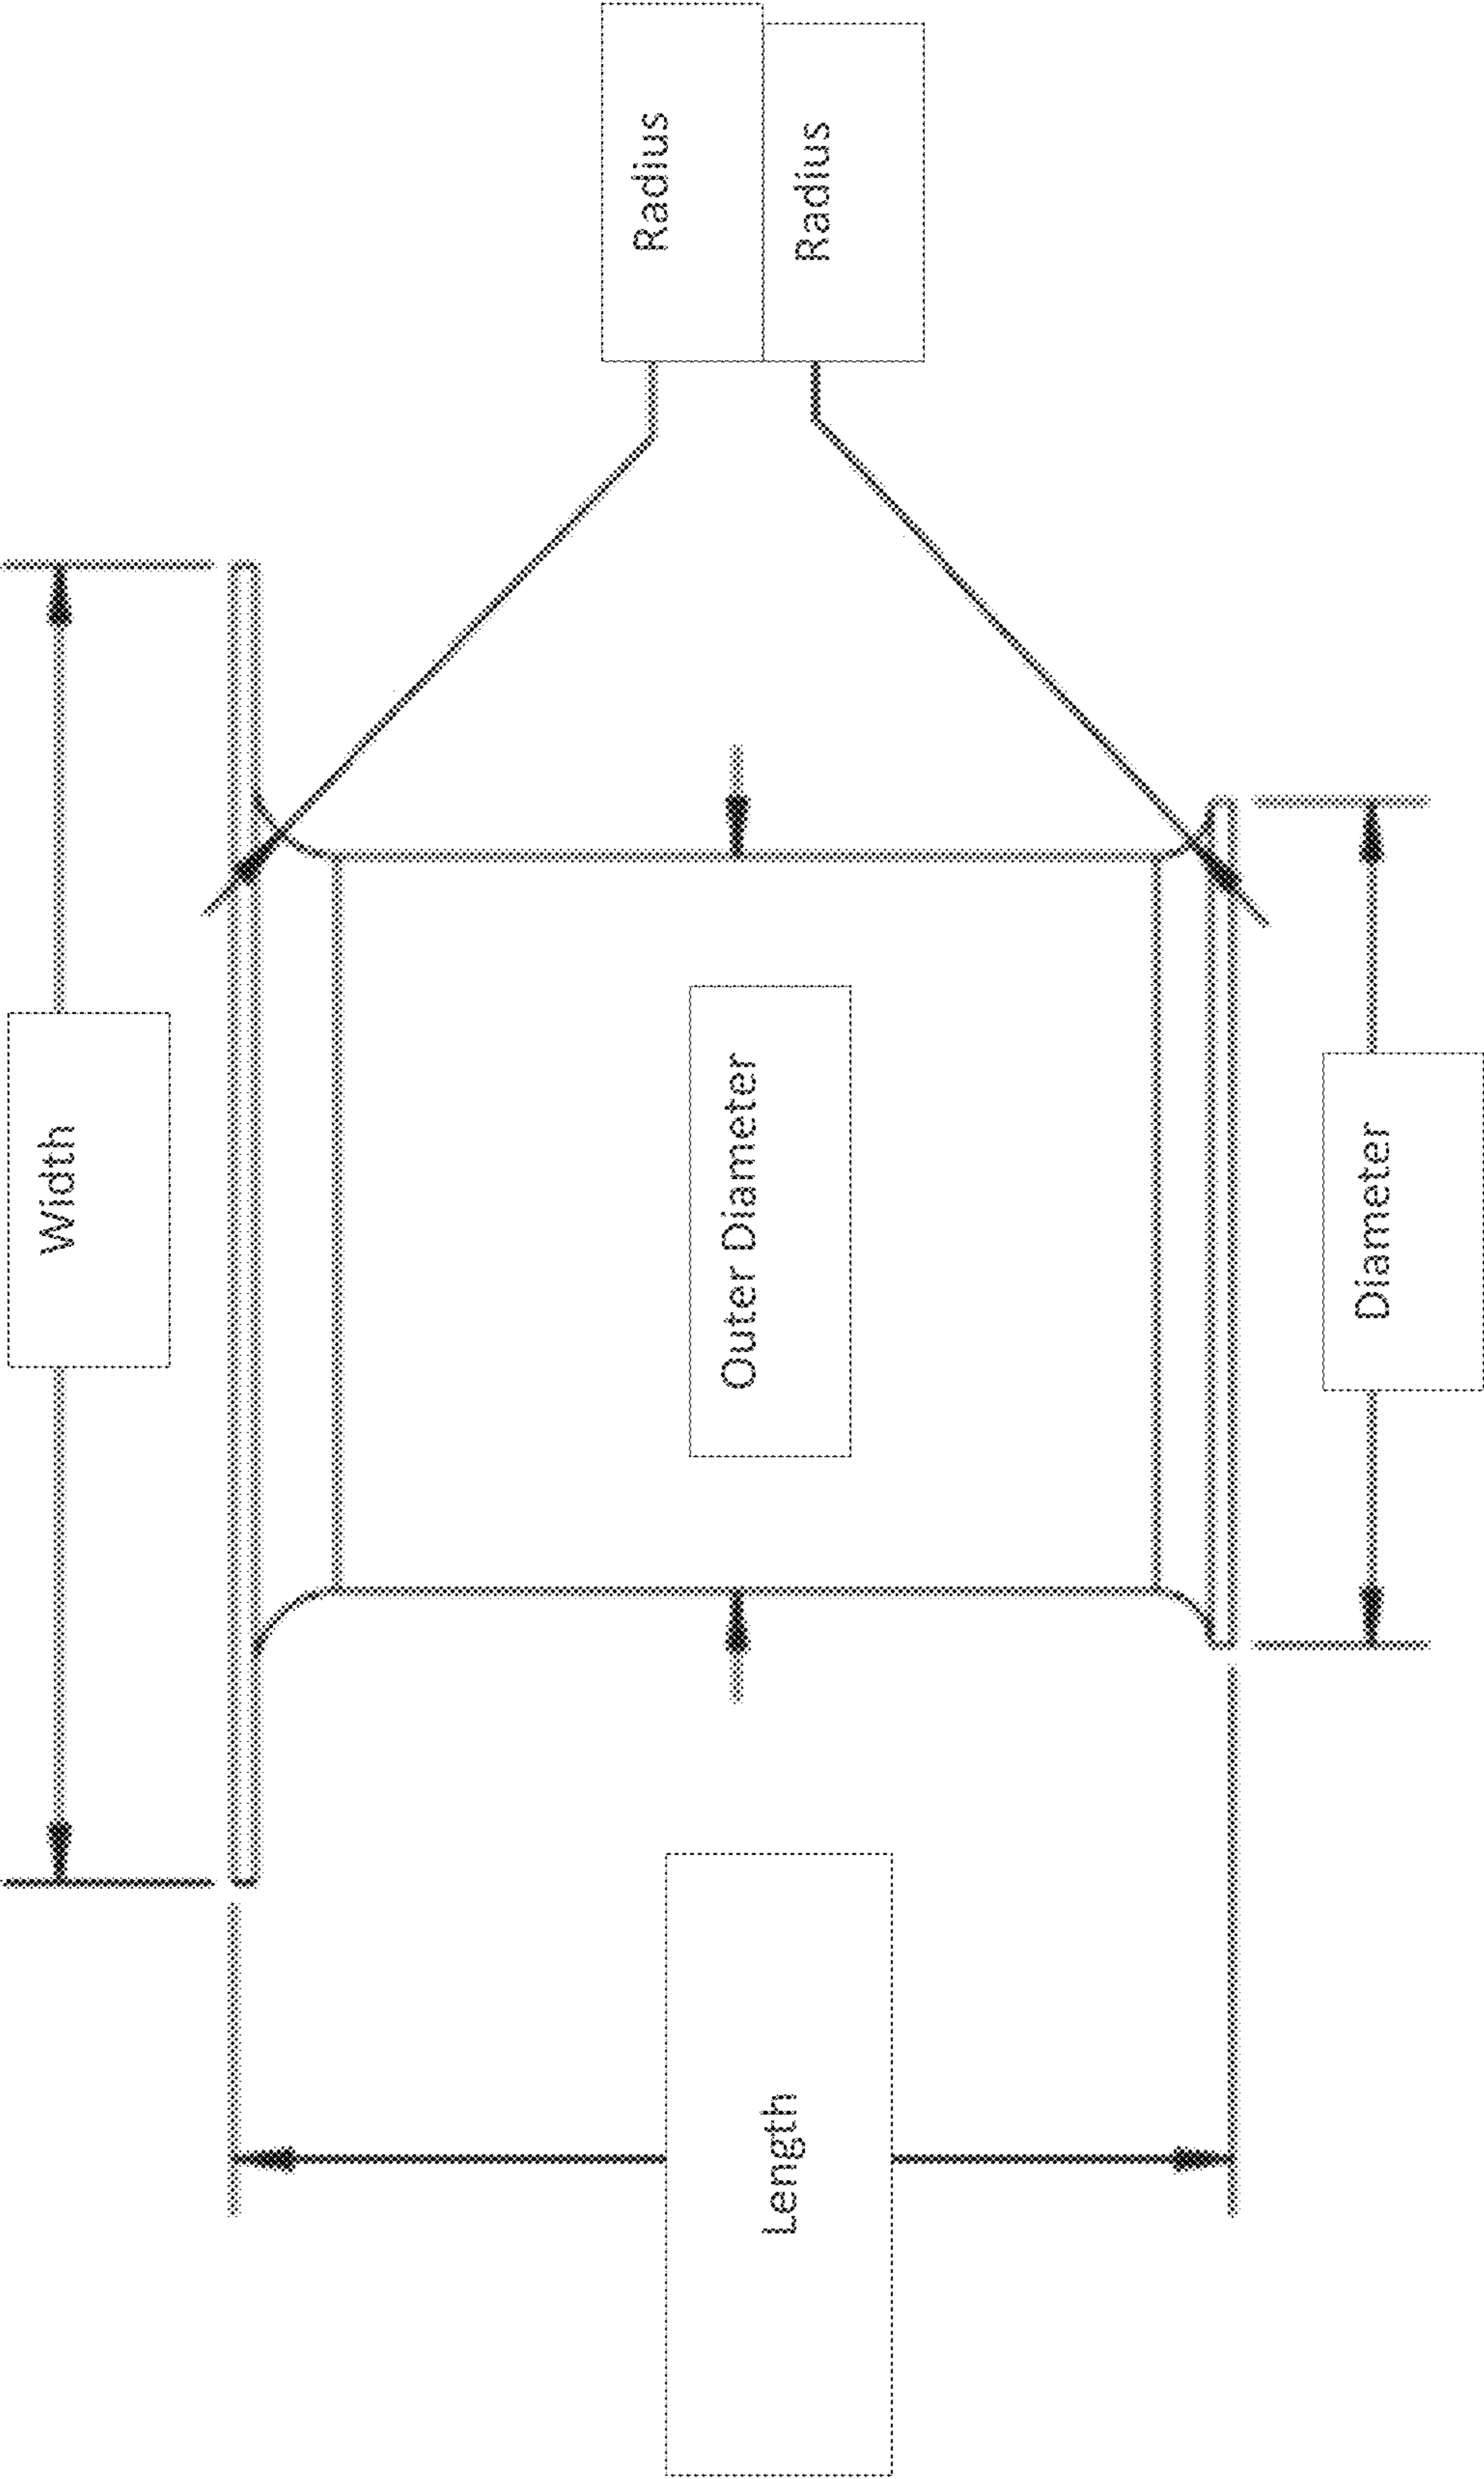 Width
Radius
Radius
Outer Diameter
Diameter
Length